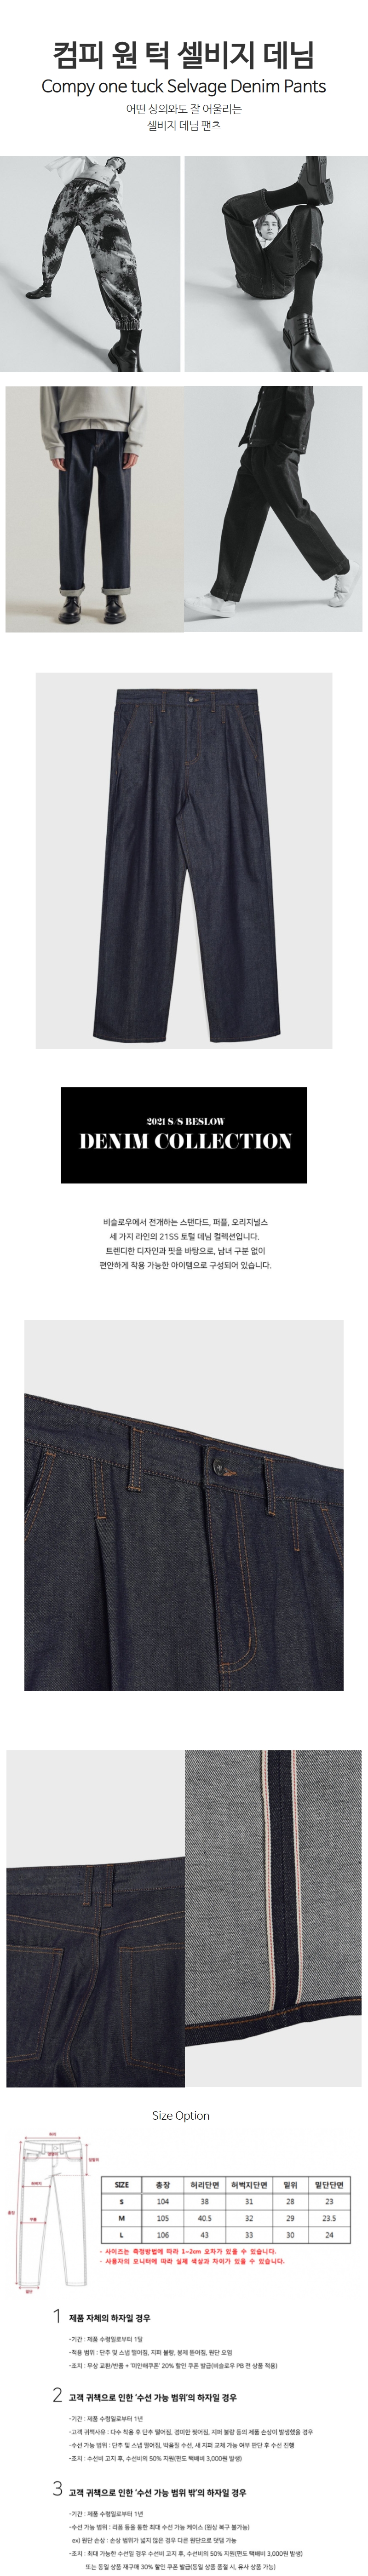 컴피 원 턱 셀비지 데님
Compy one tuck Selvage Denim Pants
어떤 상의와도 잘 어울리는
셀비지 데님 팬츠
2021 S/S BESLOW
DENIM COLLECTION
비슬로우에서 전개하는 스탠다드, 퍼플, 오리지널스
세 가지 라인의 21SS 토털 데님 컬렉션입니다.
트렌디한 디자인과 핏을 바탕으로, 남녀 구분 없이
편안하게 착용 가능한 아이템으로 구성되어 있습니다.
Size Option
SIZE 총장 허리단면 허벅지단면 밑위 밑단단면
S 104 38 31 28 23
M 105 40.5 32 29 23.5
L 106 43 33 30 24
- 사이즈는 측정방법에 따라 1~2cm 오차가 있을 수 있습니다.
- 사용자의 모니터에 따라 실제 색상과 차이가 있을 수 있습니다.
1 제품 자체의 하자일 경우
-기간 : 제품 수령일로부터 1달
-적용 범위 : 단추 및 스냅 떨어짐, 지퍼 불량, 봉제 뜯어짐, 원단 오염
-조치 : 무상 교환/반품 + '미안해쿠폰' 20% 할인 쿠폰 발급(비슬로우 PB 전 상품 적용)
2 고객 귀책으로 인한 '수선 가능 범위'의 하자일 경우
-기간 : 제품 수령일로부터 1년
-고객 귀책사유 : 다수 착용 후 단추 떨어짐, 경미한 찢어짐, 지퍼 불량 등의 제품 손상이 발생했을 경우
-수선 가능 범위 : 단추 및 스냅 떨어짐, 박음질 수선, 새 지퍼 교체 가능 여부 판단 후 수선 진행
-조치 : 수선비 고지 후, 수선비의 50% 지원(편도 택배비 3,000원 발생)
3 고객 귀책으로 인한 '수선 가능 범위 밖'의 하자일 경우
-기간 : 제품 수령일로부터 1년
-수선 가능 범위 : 리폼 등을 통한 최대 수선 가능 케이스 (원상 복구 불가능)
ex) 원단 손상 : 손상 범위가 넓지 않은 경우 다른 원단으로 덧댐 가능
-조치 : 최대 가능한 수선일 경우 수선비 고지 후, 수선비의 50% 지원(편도 택배비 3,000원 발생)
또는 동일 상품 재구매 30% 할인 쿠폰 발급(동일 상품 품절 시, 유사 상품 가능)